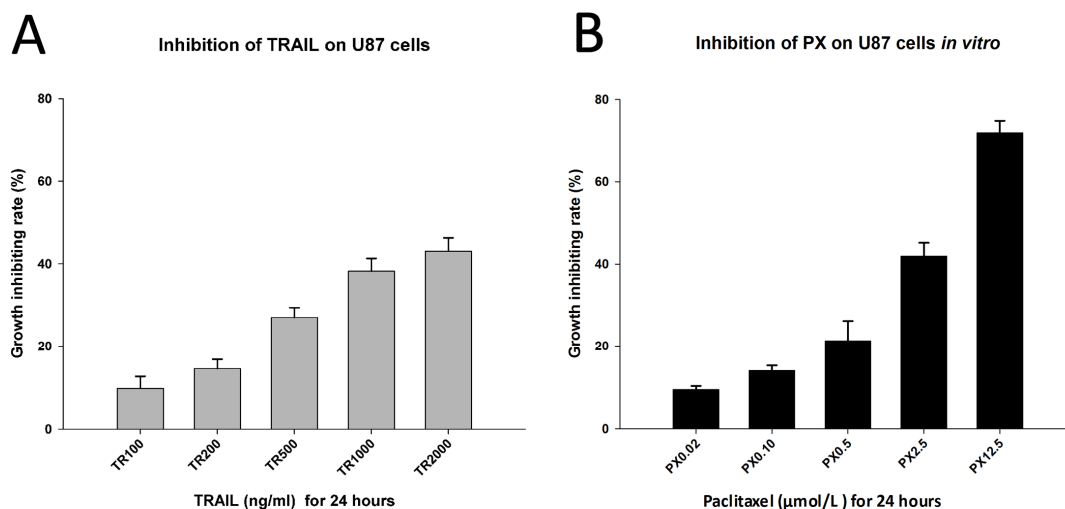 A
Inhibition of TRAIL on U87 cells
Growth inhibiting rate (%)
80
60
40
20
0
TR100
TR200
TR500
TR1000
TR2000
TRAIL (ng/ml) for 24 hours
B
Inhibition of PX on U87 cells in vitro
Growth inhibiting rate (%)
80
60
40
20
0
PX0.02
PX0.10
PX0.5
PX2.5
PX12.5
Paclitaxel (μmol/L ) for 24 hours